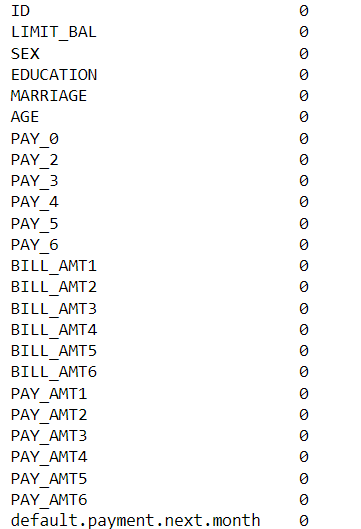 ID 0
LIMIT_BAL 0
SEX 0
EDUCATION 0
MARRIAGE 0
AGE 0
PAY_0 0
PAY_2 0
PAY_3 0
PAY_4 0
PAY_5 0
PAY_6 0
BILL_AMT1 0
BILL_AMT2 0
BILL_AMT3 0
BILL_AMT4 0
BILL_AMT5 0
BILL_AMT6 0
PAY_AMT1 0
PAY_AMT2 0
PAY_AMT3 0
PAY_AMT4 0
PAY_AMT5 0
PAY_AMT6 0
default.payment.next.month 0